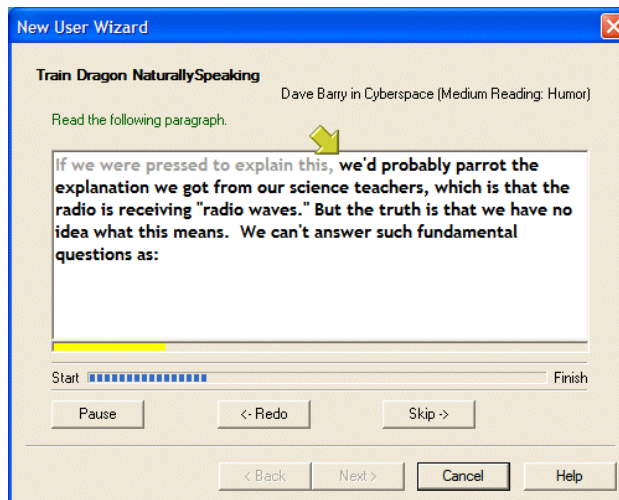 New User Wizard
Train Dragon NaturallySpeaking
Dave Barry in Cyberspace (Medium Reading: Humor)
Read the following paragraph.
If we were pressed to explain this, we'd probably parrot the
explanation we got from our science teachers, which is that the
radio is receiving "radio waves." But the truth is that we have no
idea what this means.  We can't answer such fundamental
questions as:
Start Finish
Pause <- Redo Skip ->
< Back Next > Cancel Help